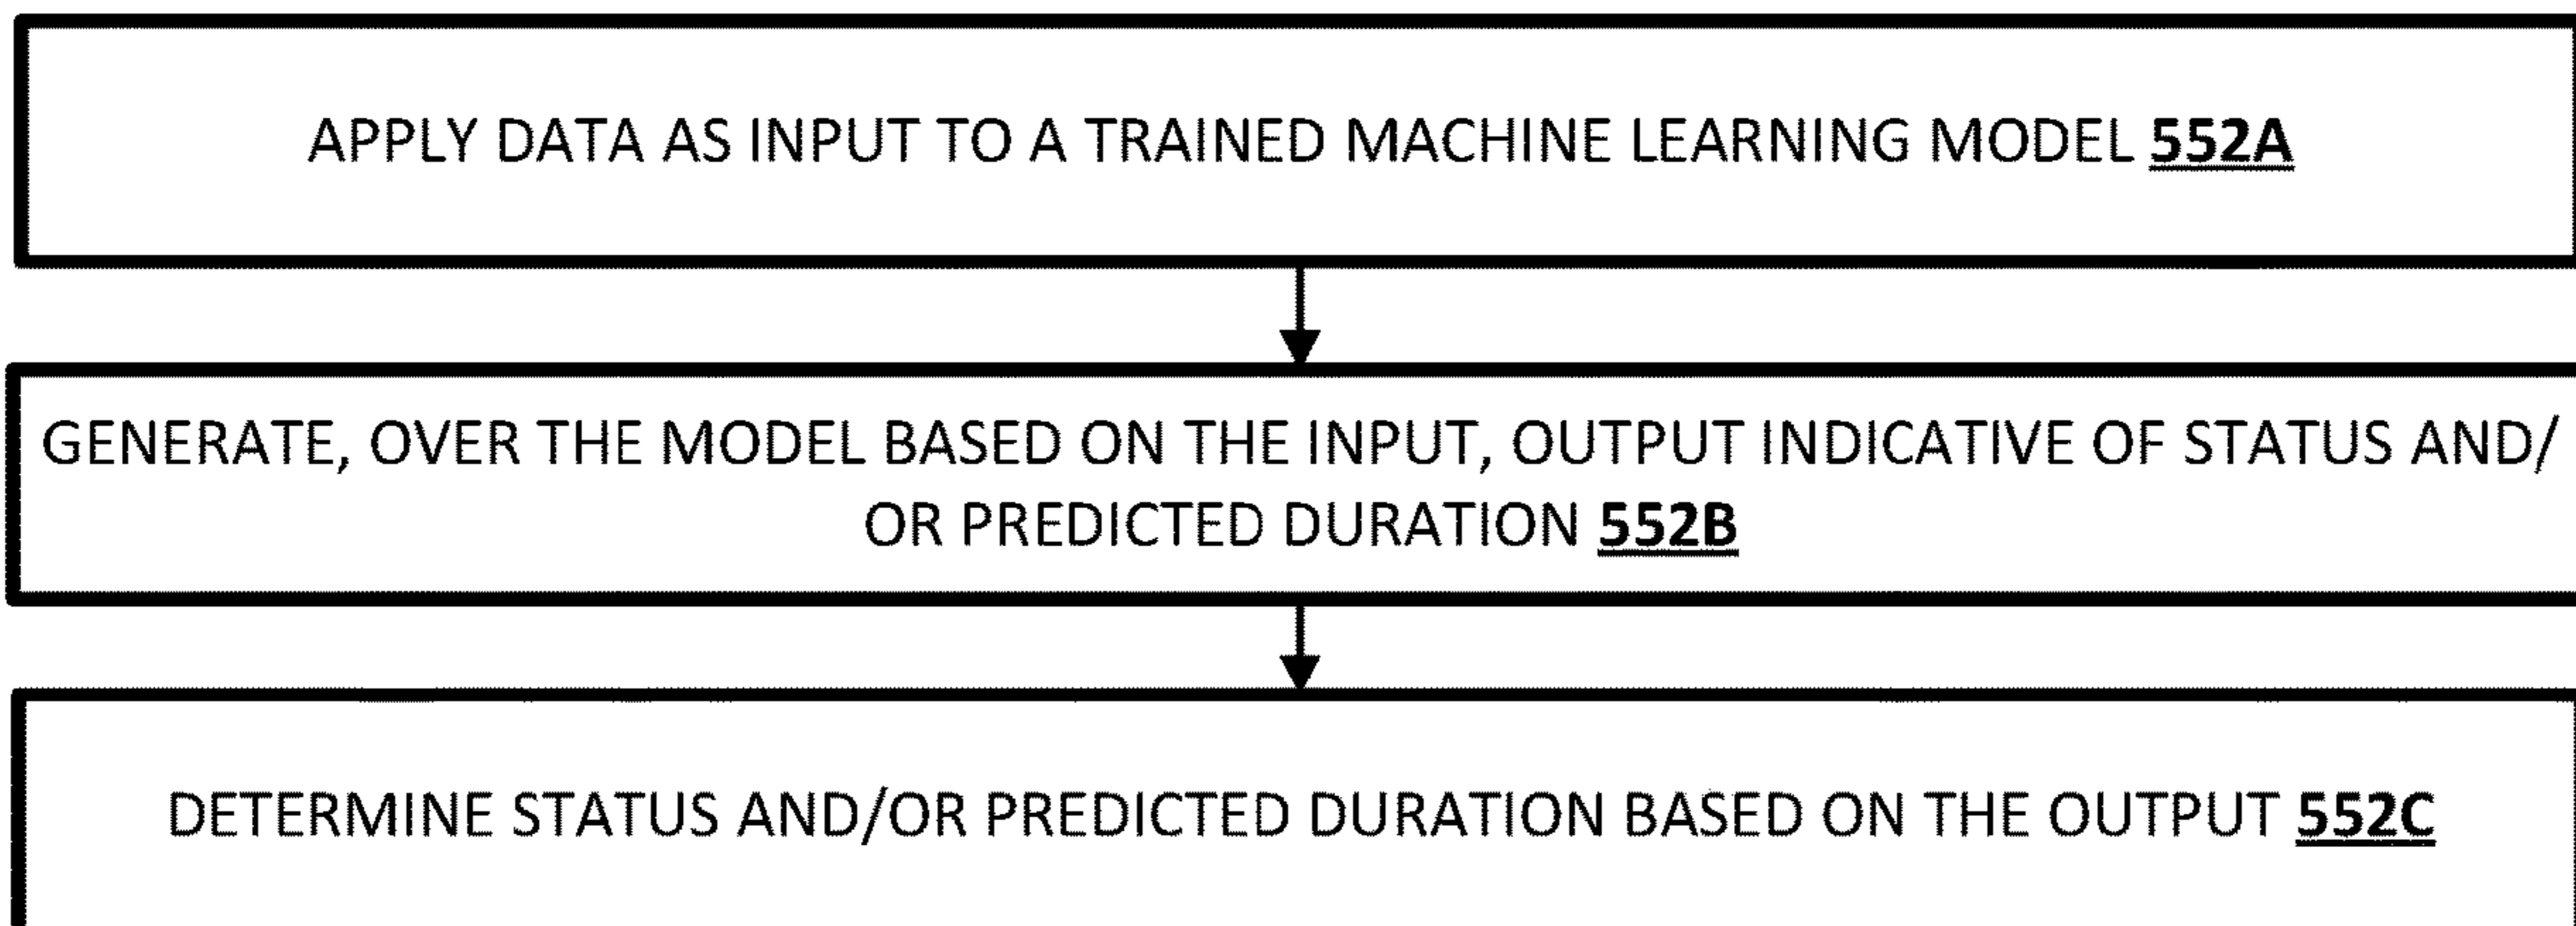 APPLY DATA AS INPUT TO A TRAINED MACHINE LEARNING MODEL 552A
GENERATE, OVER THE MODEL BASED ON THE INPUT, OUTPUT INDICATIVE OF STATUS AND/
OR PREDICTED DURATION 552B
DETERMINE STATUS AND/OR PREDICTED DURATION BASED ON THE OUTPUT 552C